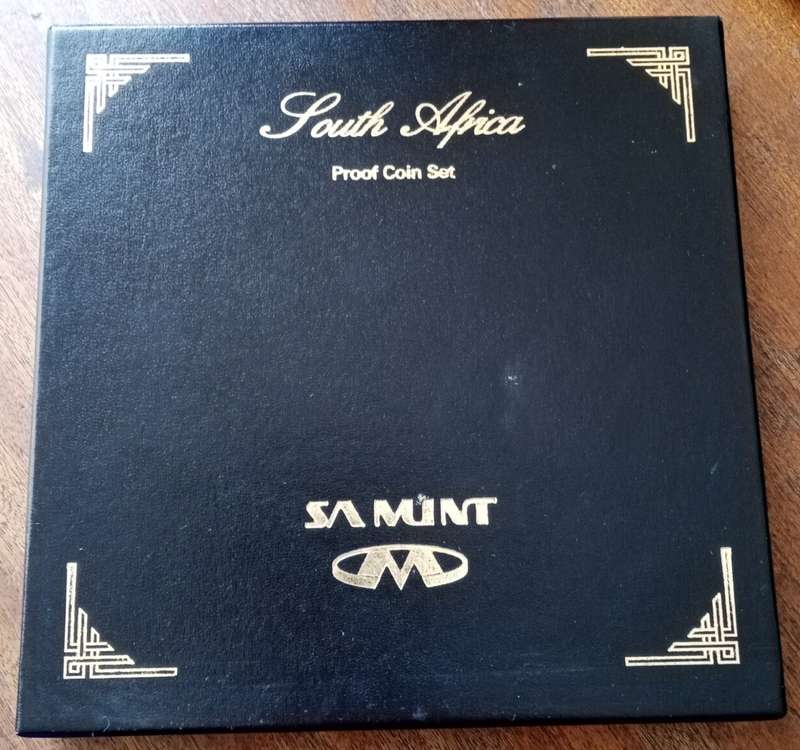 South Africa
Proof Coin Set
SA MINT